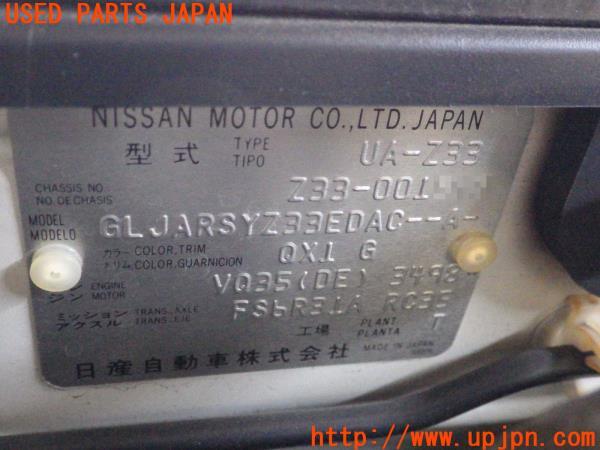 USED PARTS JAPAN
NISSAN MOTOR CO.,LTD.JAPAN
型式 TYPE TIPO UA-Z33
CHASSIS NO NO DE CHASIS Z33-001
MODEL MODELO GLJARSYZ33EDAC--A-
カラー COLOR,TRIM QX1 G
トリム COLOR,GUARNICION
ENGINE MOTOR VQ35(DE) 3498
ミッション TRANS.,AXLE FS6R31A RC35
アクスル TRANS.,EJE
工場 PLANT PLANTA T
日産自動車株式会社 MADE IN JAPAN
http://www.upjpn.com/